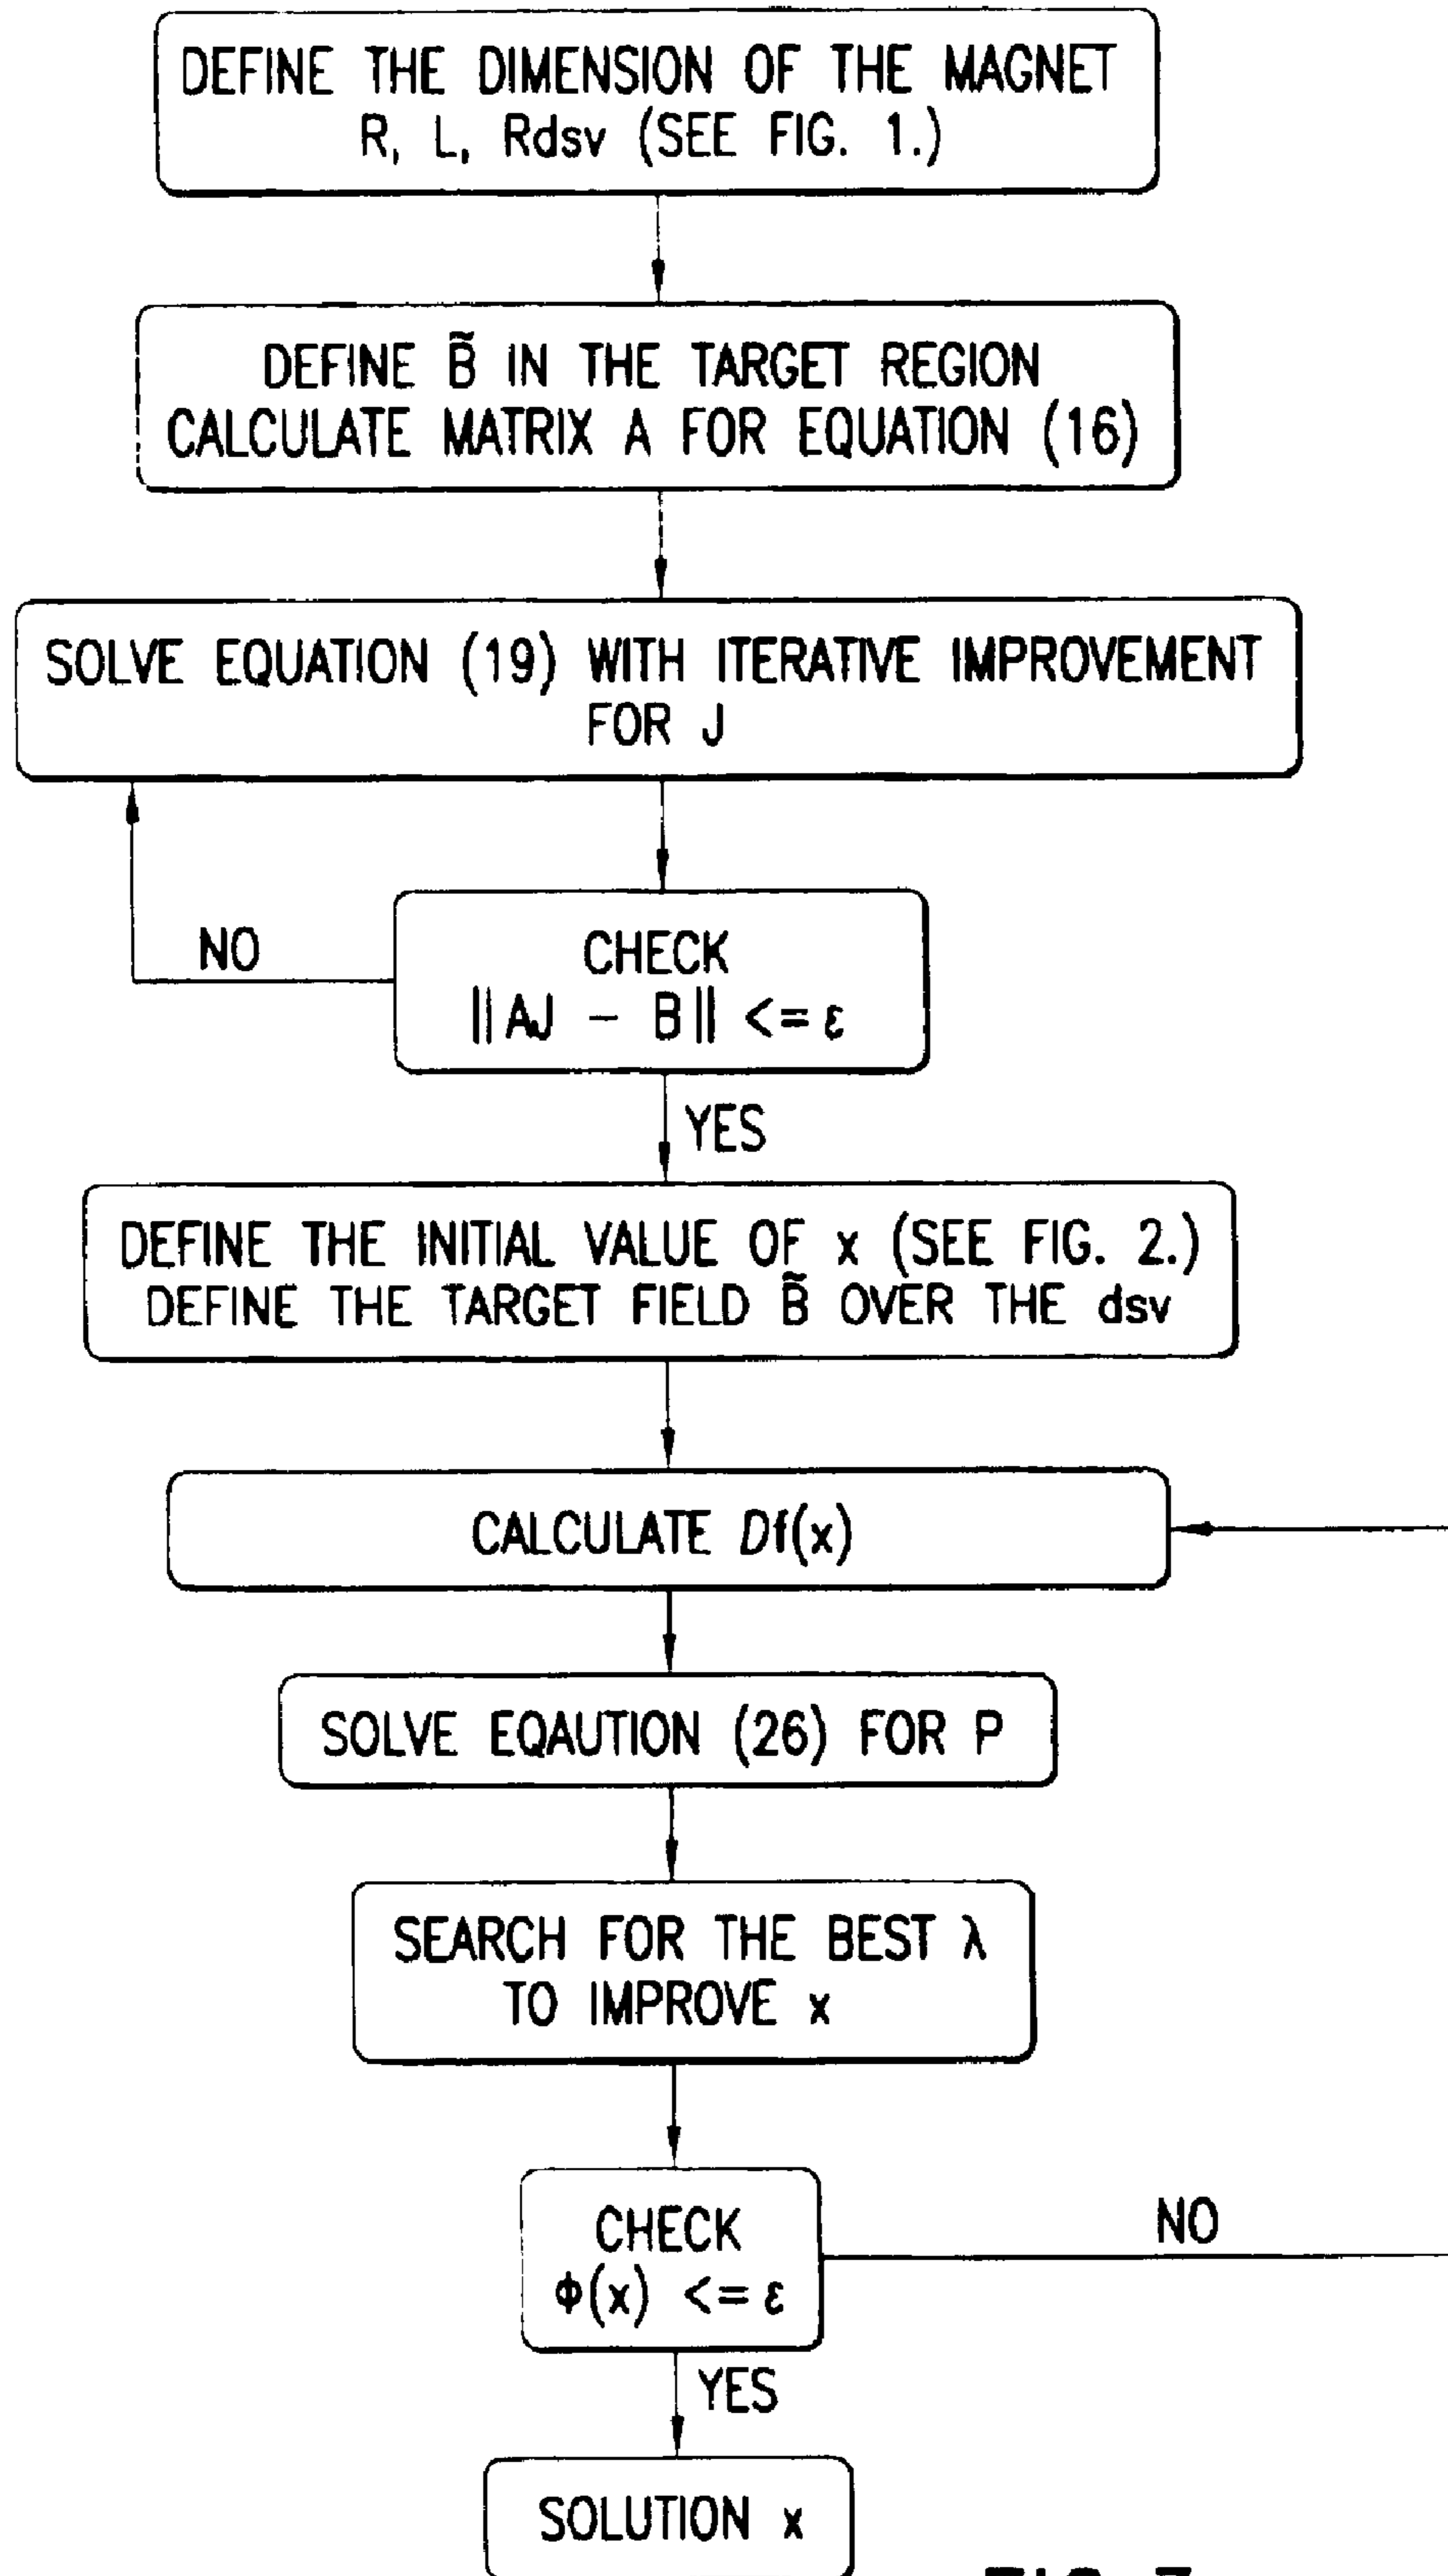 DEFINE THE DIMENSION OF THE MAGNET
R, L, Rdsv (SEE FIG. 1.)
DEFINE B̃ IN THE TARGET REGION
CALCULATE MATRIX A FOR EQUATION (16)
SOLVE EQUATION (19) WITH ITERATIVE IMPROVEMENT
FOR J
NO
CHECK
||AJ - B|| <= ε
YES
DEFINE THE INITIAL VALUE OF x (SEE FIG. 2.)
DEFINE THE TARGET FIELD B̃ OVER THE dsv
CALCULATE Df(x)
SOLVE EQAUTION (26) FOR P
SEARCH FOR THE BEST λ
TO IMPROVE x
CHECK
ϕ(x) <= ε
NO
YES
SOLUTION x